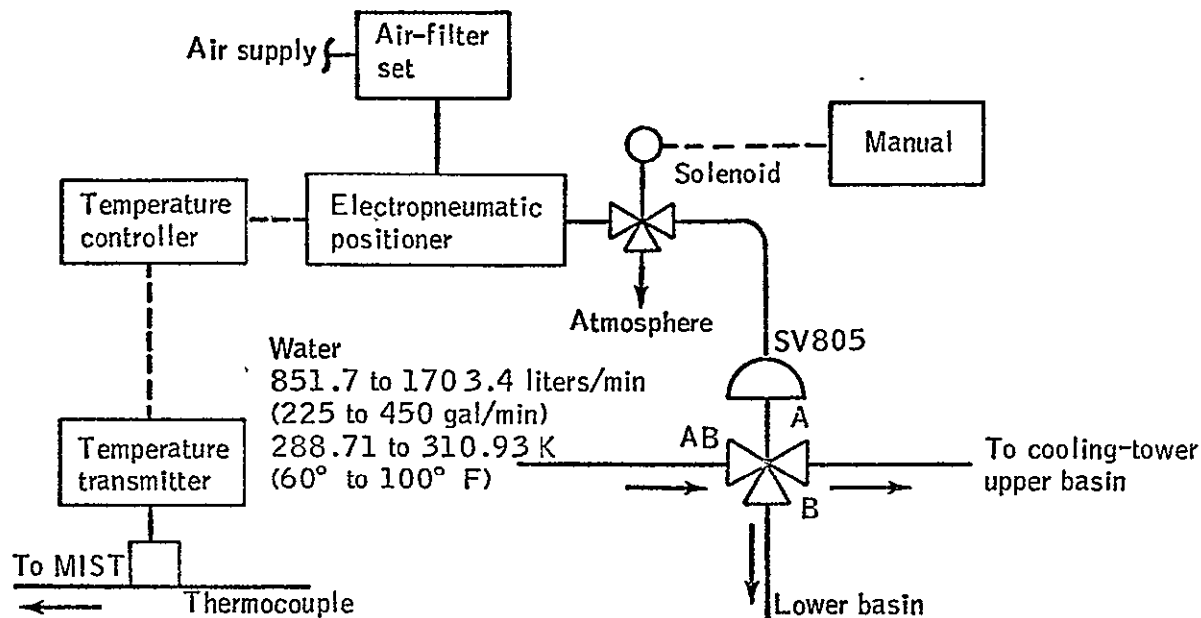 Air supply
Air-filter
set
Manual
Solenoid
Temperature
controller
Electropneumatic
positioner
Atmosphere
SV805
Water
851.7 to 1703.4 liters/min
(225 to 450 gal/min)
288.71 to 310.93 K
(60° to 100° F)
A
AB
B
To cooling-tower
upper basin
Temperature
transmitter
To MIST
Thermocouple
Lower basin